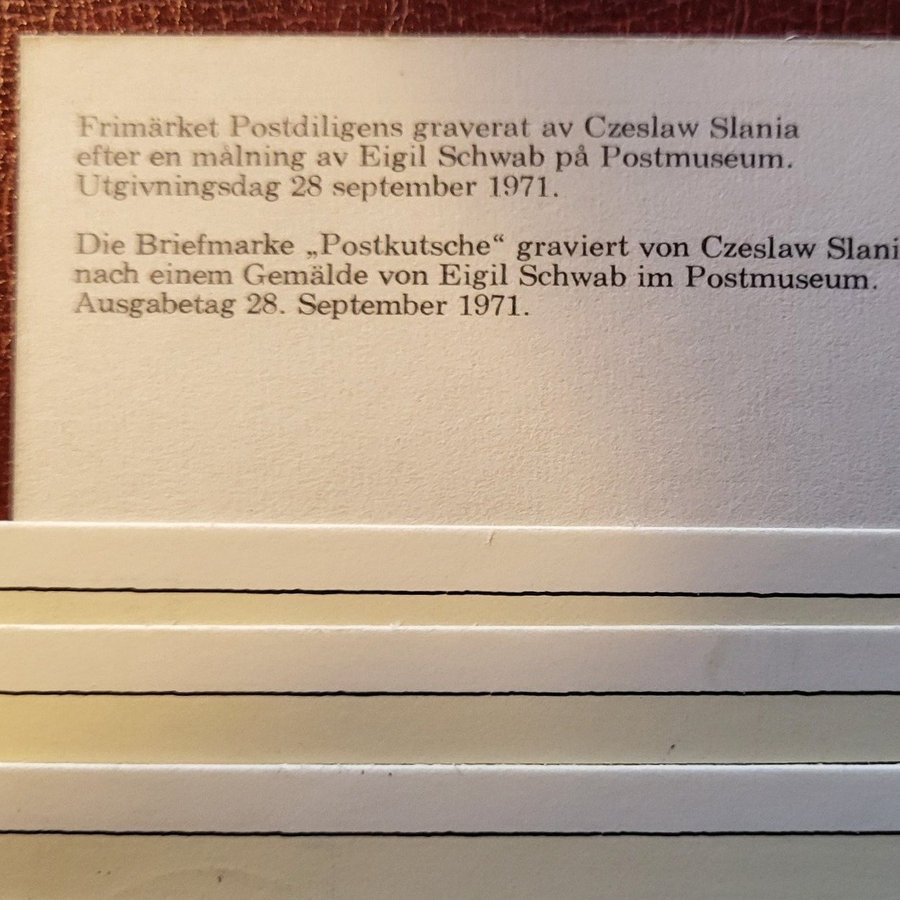 Frimärket Postdiligens graverat av Czeslaw Slania
efter en målning av Eigil Schwab på Postmuseum.
Utgivningsdag 28 september 1971.
Die Briefmarke „Postkutsche“ graviert von Czeslaw Slani
nach einem Gemälde von Eigil Schwab im Postmuseum.
Ausgabetag 28. September 1971.